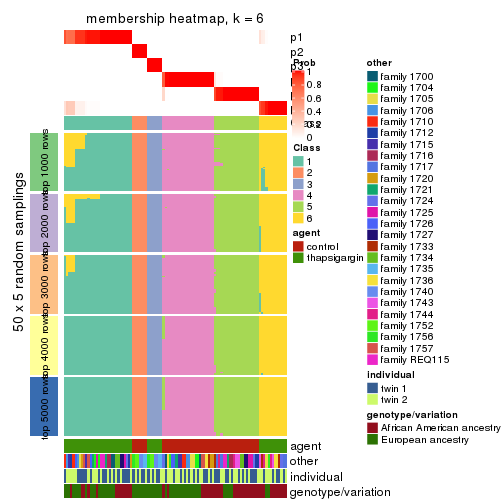 membership heatmap, k = 6
p1
p2
p3
50 x 5 random samplings
top 1000 rows
top 2000 rows
top 3000 rows
top 4000 rows
top 5000 rows
agent
other
individual
genotype/variation
Prob
1
0.8
0.6
0.4
0.2
0
Class
1
2
3
4
5
6
agent
control
thapsigargin
other
family 1700
family 1704
family 1705
family 1706
family 1710
family 1712
family 1715
family 1716
family 1717
family 1720
family 1721
family 1724
family 1725
family 1726
family 1727
family 1733
family 1734
family 1735
family 1736
family 1740
family 1743
family 1744
family 1752
family 1756
family 1757
family REQ115
individual
twin 1
twin 2
genotype/variation
African American ancestry
European ancestry